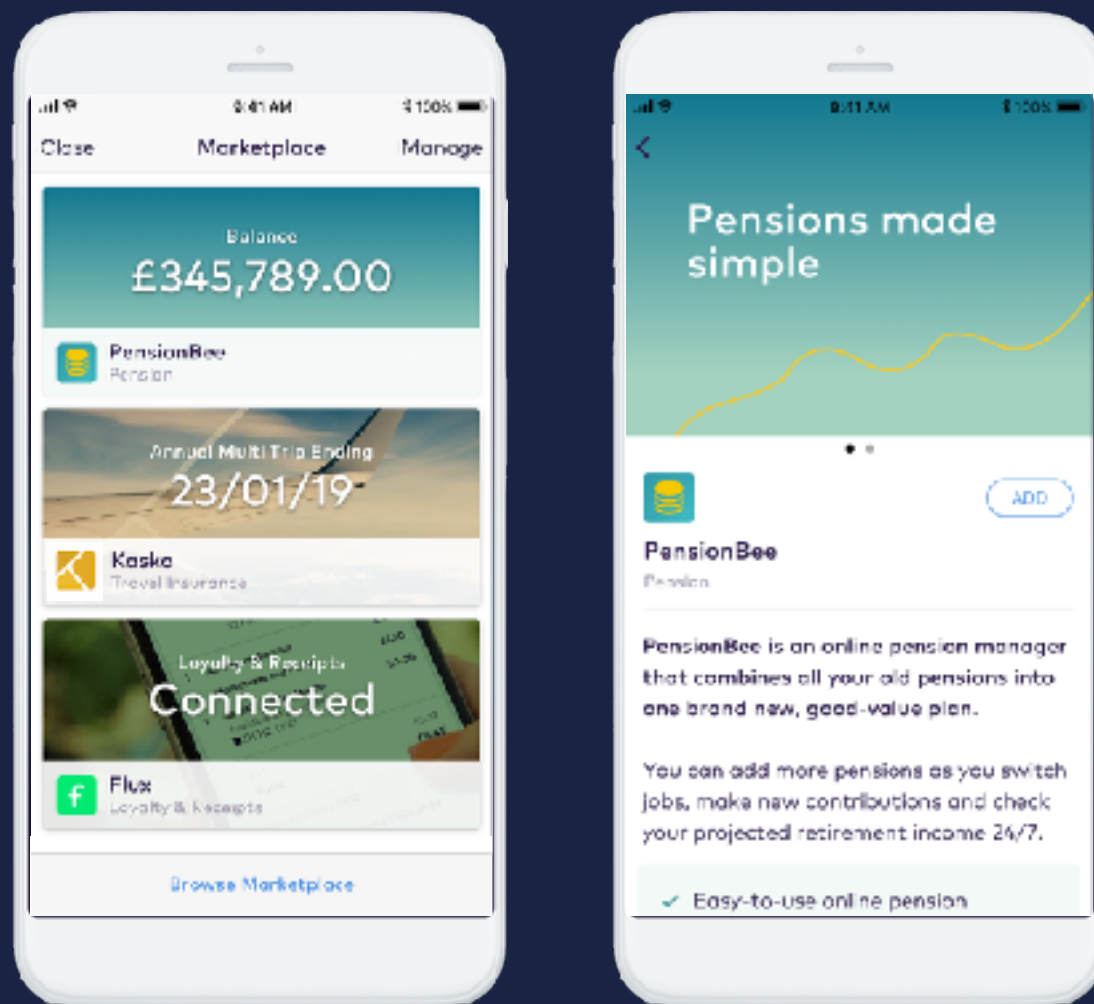 9:41 AM
100%
Close
Marketplace
Manage
Balance
£345,789.00
PensionBee
Pension
Annual Multi Trip Ending
23/01/19
Kasko
Travel Insurance
Loyalty & Receipts
Connected
f
Flux
Loyalty & Receipts
Browse Marketplace
9:41 AM
100%
Pensions made
simple
ADD
PensionBee
Pension
PensionBee is an online pension manager
that combines all your old pensions into
one brand new, good-value plan.
You can add more pensions as you switch
jobs, make new contributions and check
your projected retirement income 24/7.
Easy-to-use online pension